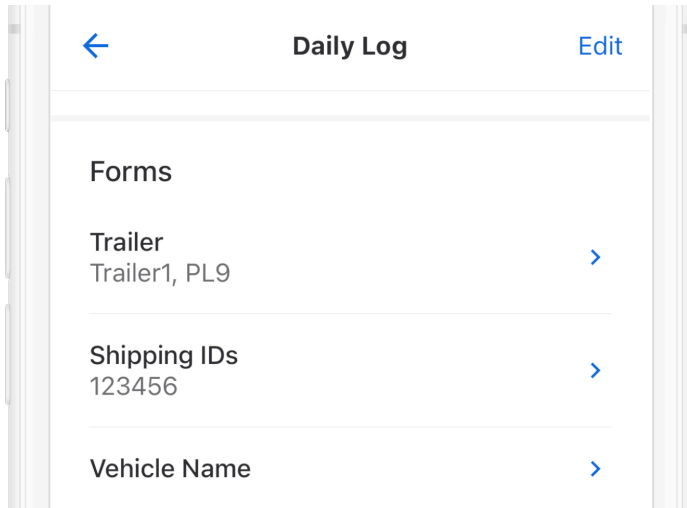 Daily Log
Edit
Forms
Trailer
Trailer1, PL9
Shipping IDs
123456
Vehicle Name